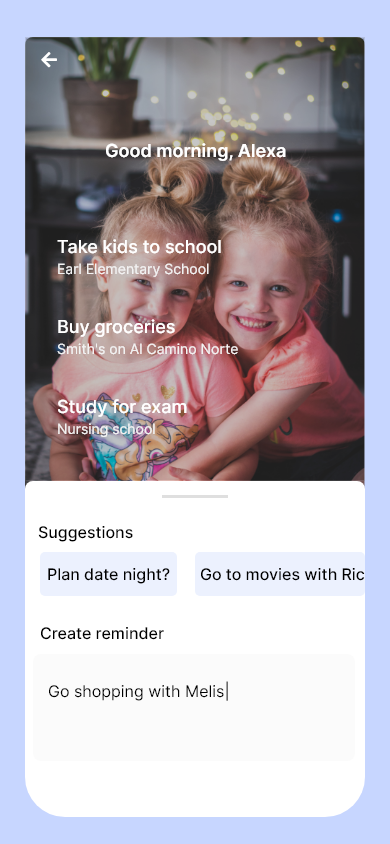 Good morning, Alexa
Take kids to school
Earl Elementary School
Buy groceries
Smith's on Al Camino Norte
Study for exam
Nursing school
Suggestions
Plan date night?
Go to movies with Ric
Create reminder
Go shopping with Melis